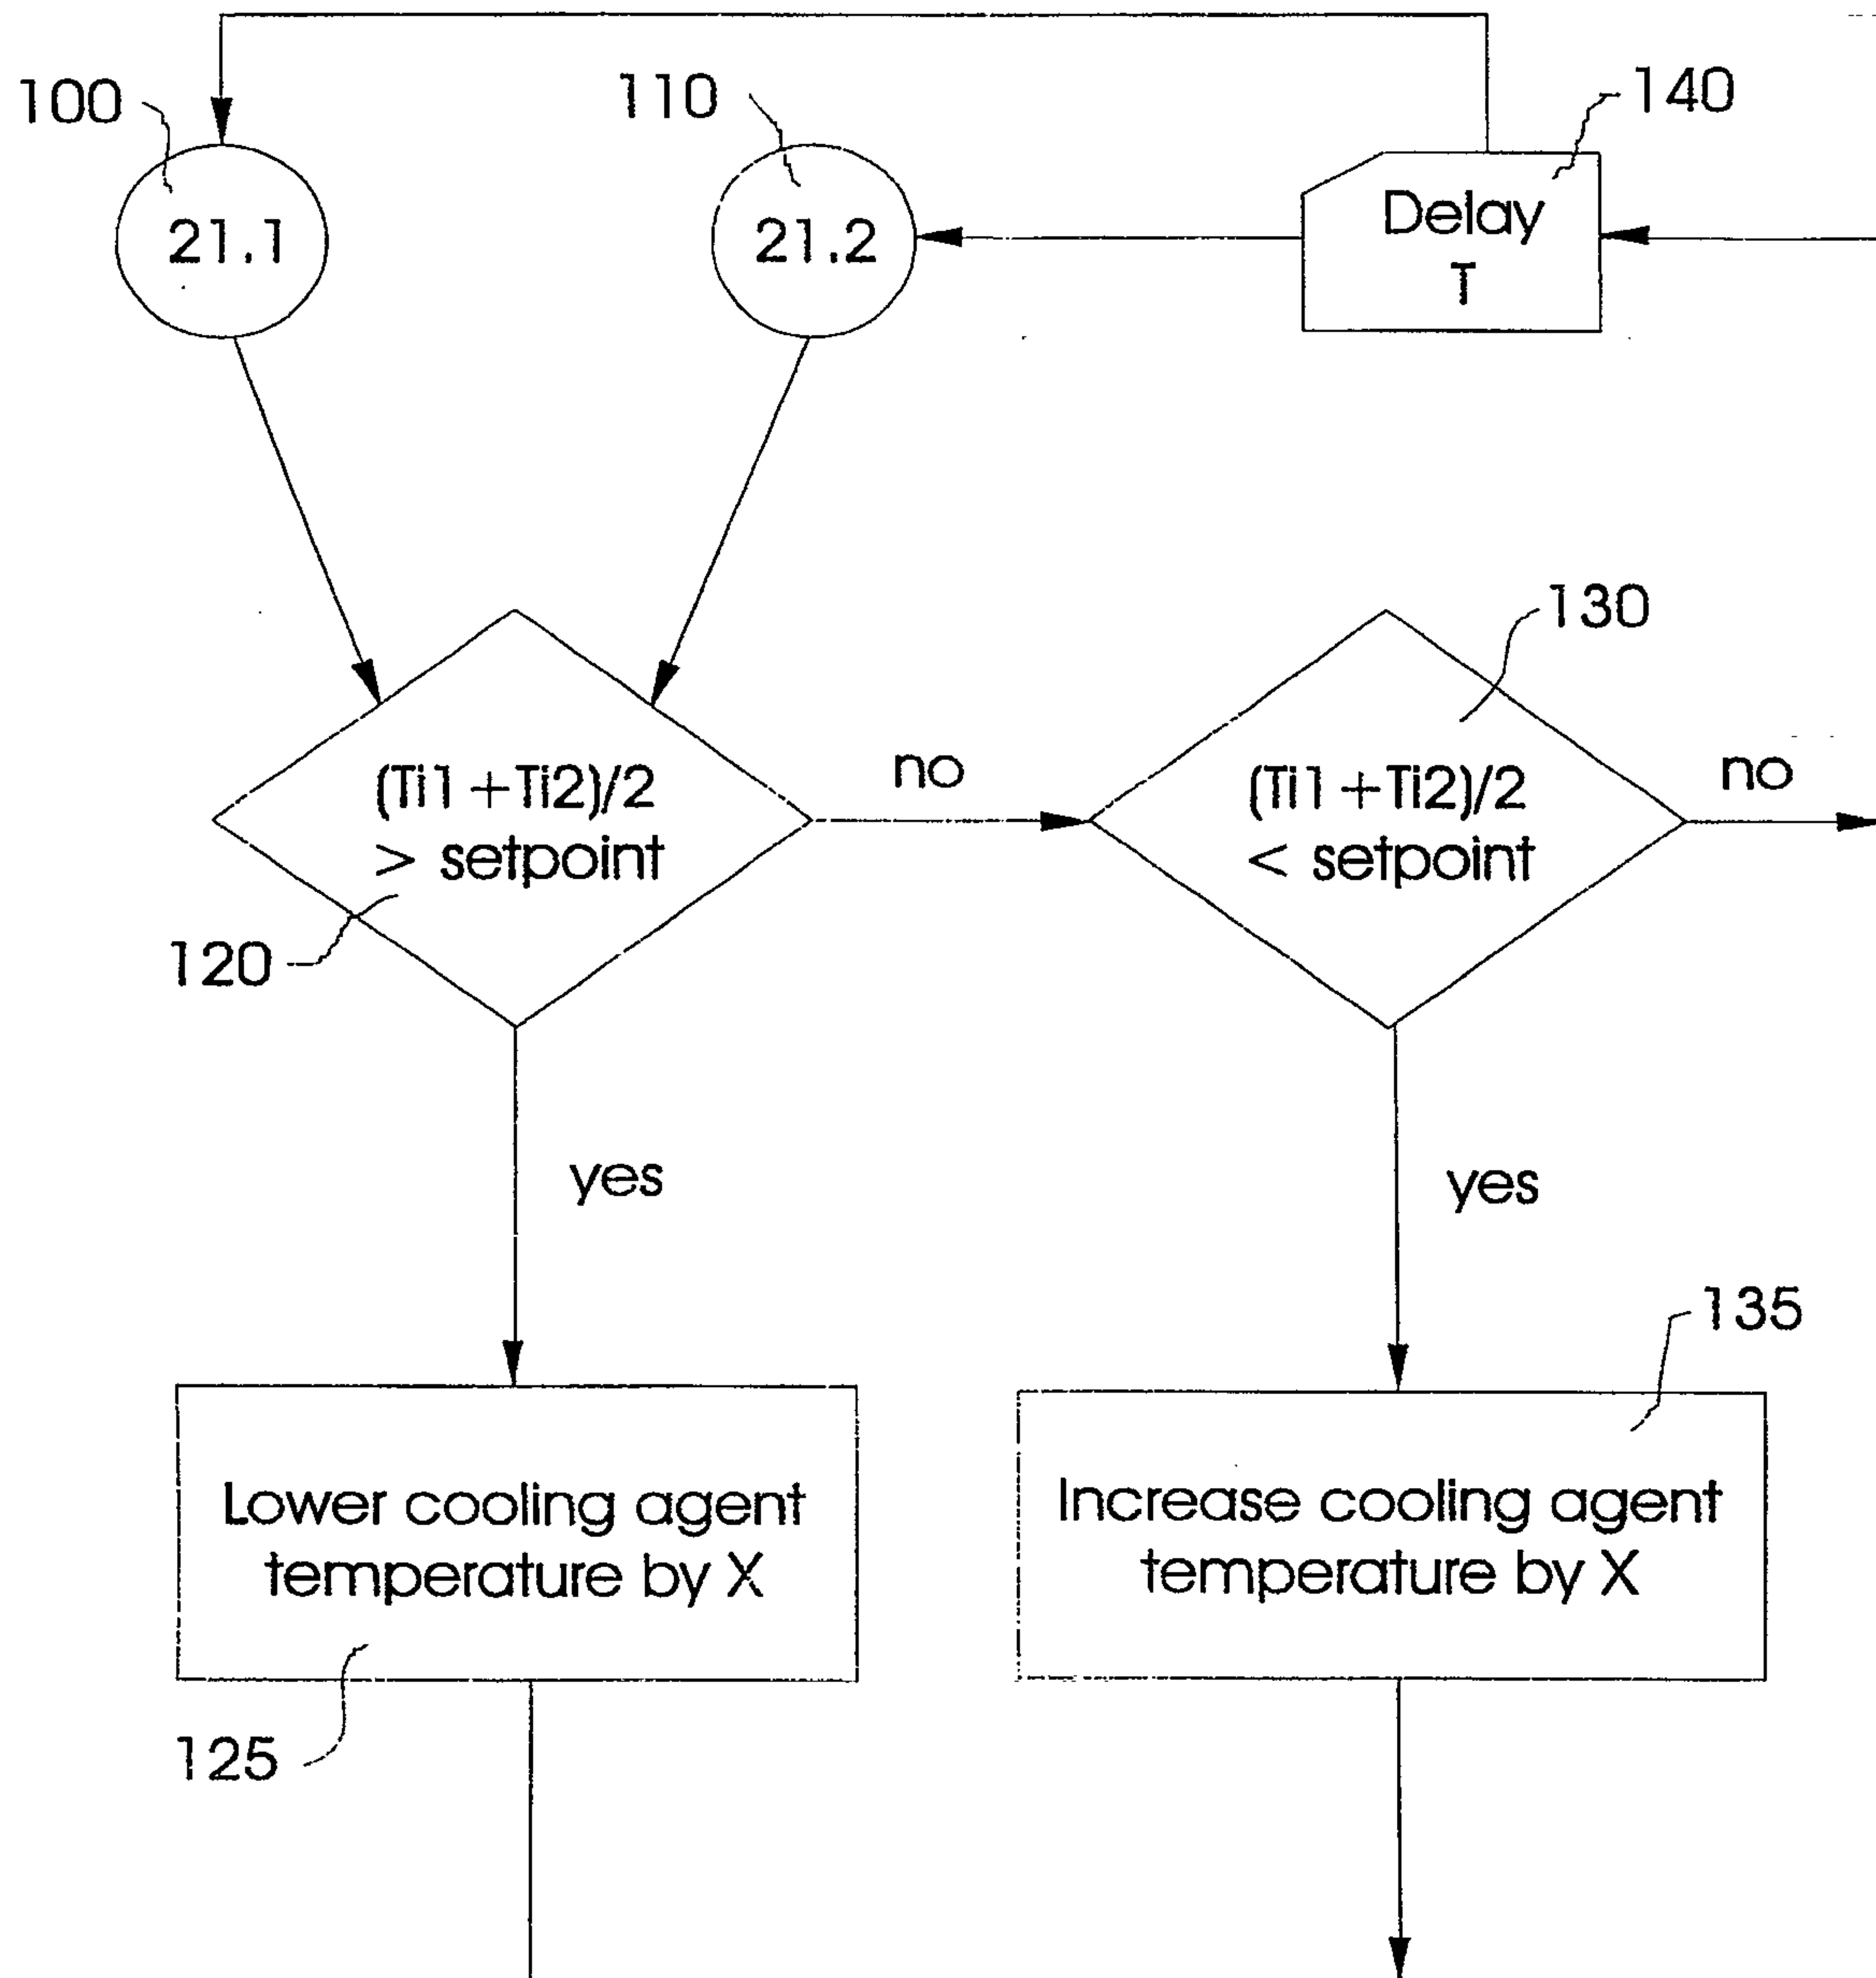 100
110
140
21.1
21.2
Delay
T
130
(Ti1+Ti2)/2
> setpoint
no
(Ti1+Ti2)/2
< setpoint
no
120
yes
yes
135
Lower cooling agent
temperature by X
Increase cooling agent
temperature by X
125